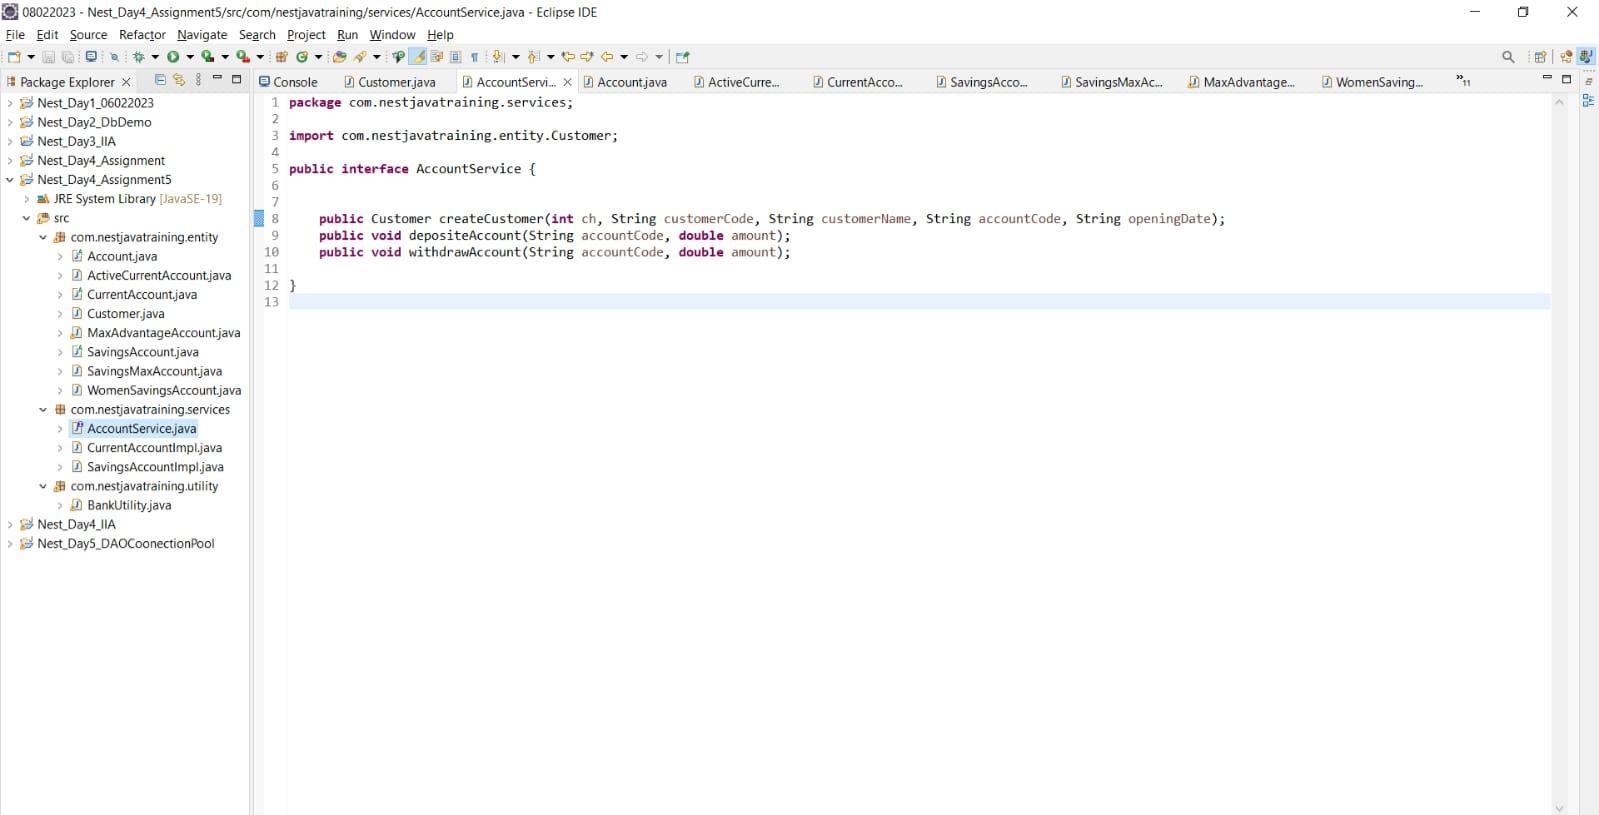 08022023 - Nest_Day4_Assignment5/src/com/nestjavatraining/services/AccountService.java - Eclipse IDE
File Edit Source Refactor Navigate Search Project Run Window Help
Package Explorer
Console Customer.java AccountServi... Account.java ActiveCurre... CurrentAcco... SavingsAcco... SavingsMaxAc... MaxAdvantage... WomenSaving... »11
Nest_Day1_06022023
Nest_Day2_DbDemo
Nest_Day3_IIA
Nest_Day4_Assignment
Nest_Day4_Assignment5
JRE System Library [JavaSE-19]
src
com.nestjavatraining.entity
Account.java
ActiveCurrentAccount.java
CurrentAccount.java
Customer.java
MaxAdvantageAccount.java
SavingsAccount.java
SavingsMaxAccount.java
WomenSavingsAccount.java
com.nestjavatraining.services
AccountService.java
CurrentAccountImpl.java
SavingsAccountImpl.java
com.nestjavatraining.utility
BankUtility.java
Nest_Day4_IIA
Nest_Day5_DAOCoonectionPool
1 package com.nestjavatraining.services;
2
3 import com.nestjavatraining.entity.Customer;
4
5 public interface AccountService {
6
7
8 public Customer createCustomer(int ch, String customerCode, String customerName, String accountCode, String openingDate);
9 public void depositeAccount(String accountCode, double amount);
10 public void withdrawAccount(String accountCode, double amount);
11
12 }
13